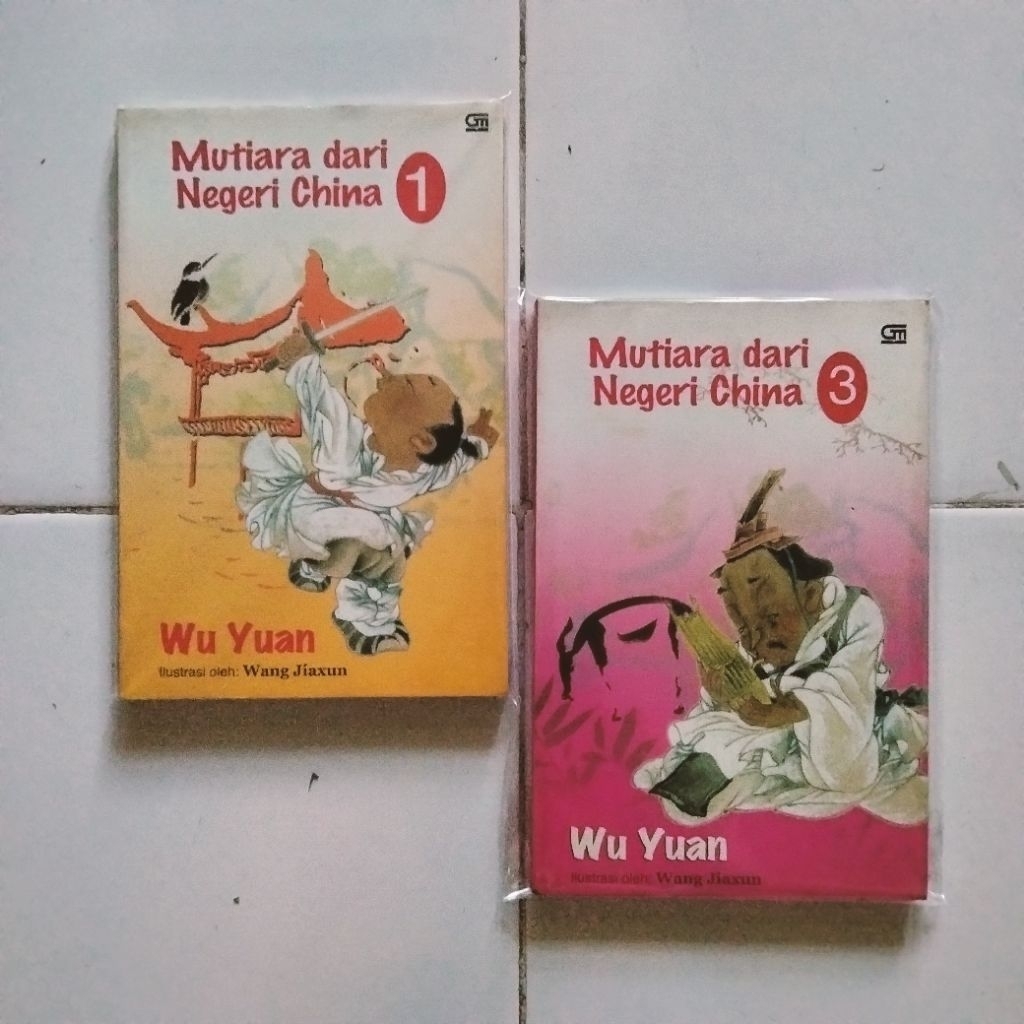 GM
Mutiara dari
Negeri China 1
Wu Yuan
Ilustrasi oleh: Wang Jiaxun
GM
Mutiara dari
Negeri China 3
Wu Yuan
Ilustrasi oleh: Wang Jiaxun